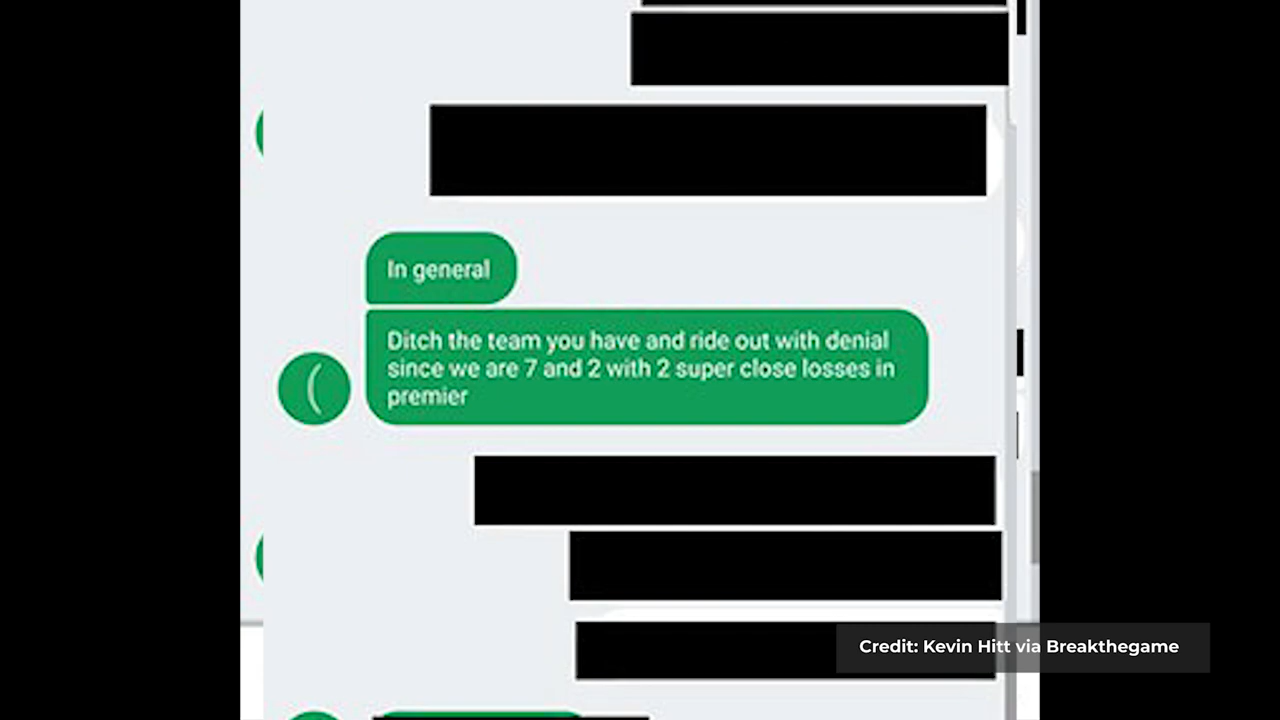 In general
Ditch the team you have and ride out with denial
since we are 7 and 2 with 2 super close losses in
premier
(
Credit: Kevin Hitt via Breakthegame